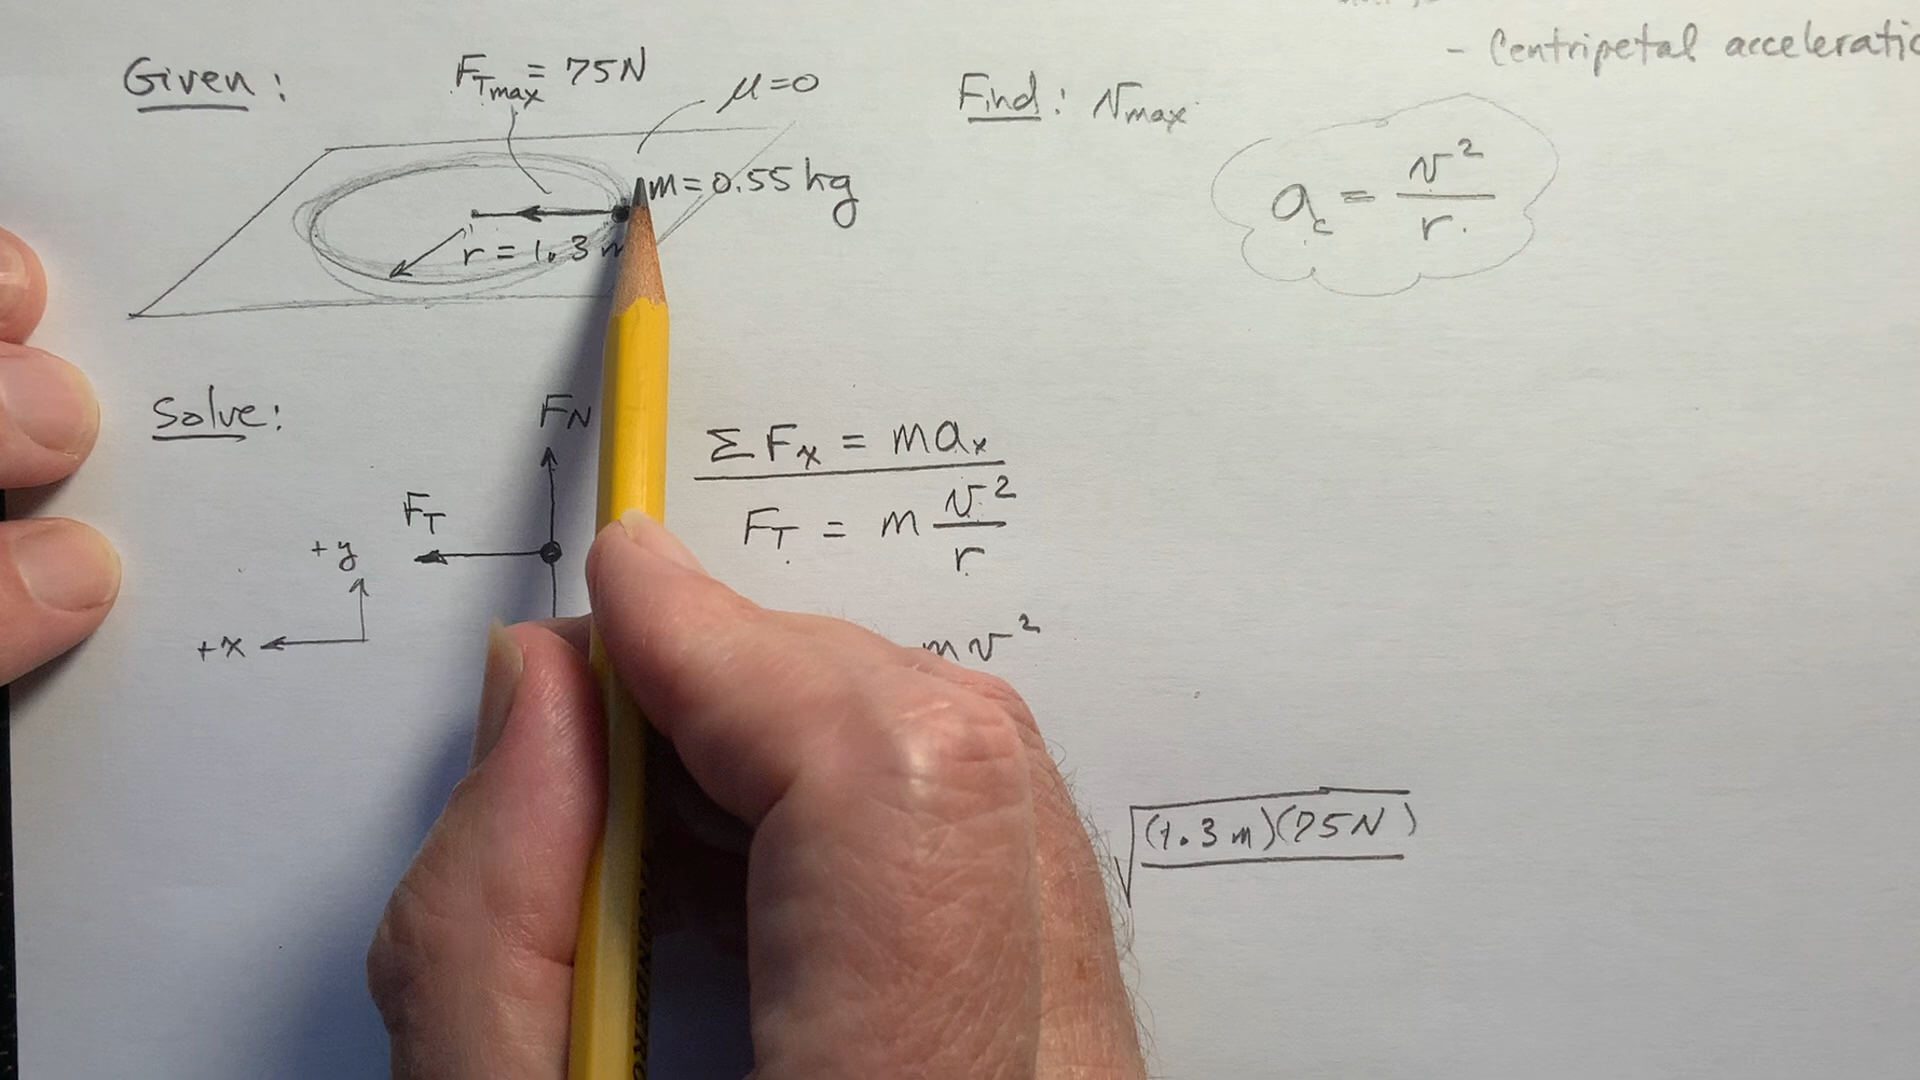 - Centripetal acceleratio
Given:
F_Tmax = 75N
μ=0
m=0.55 kg
r = 1.3 m
Find: v_max
a_c = v²/r
Solve:
F_N
F_T
+y
+x
ΣF_x = ma_x
F_T = m v²/r
mv²
√(1.3 m)(75N)